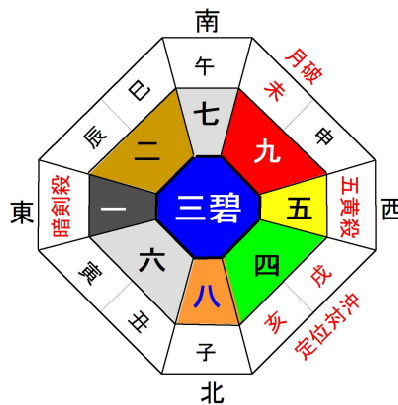 南
月破
午
巳
未
辰
申
七
二
九
東
暗剣殺
一
三碧
五
五黄殺
西
六
四
寅
戌
丑
八
亥
定位対沖
子
北